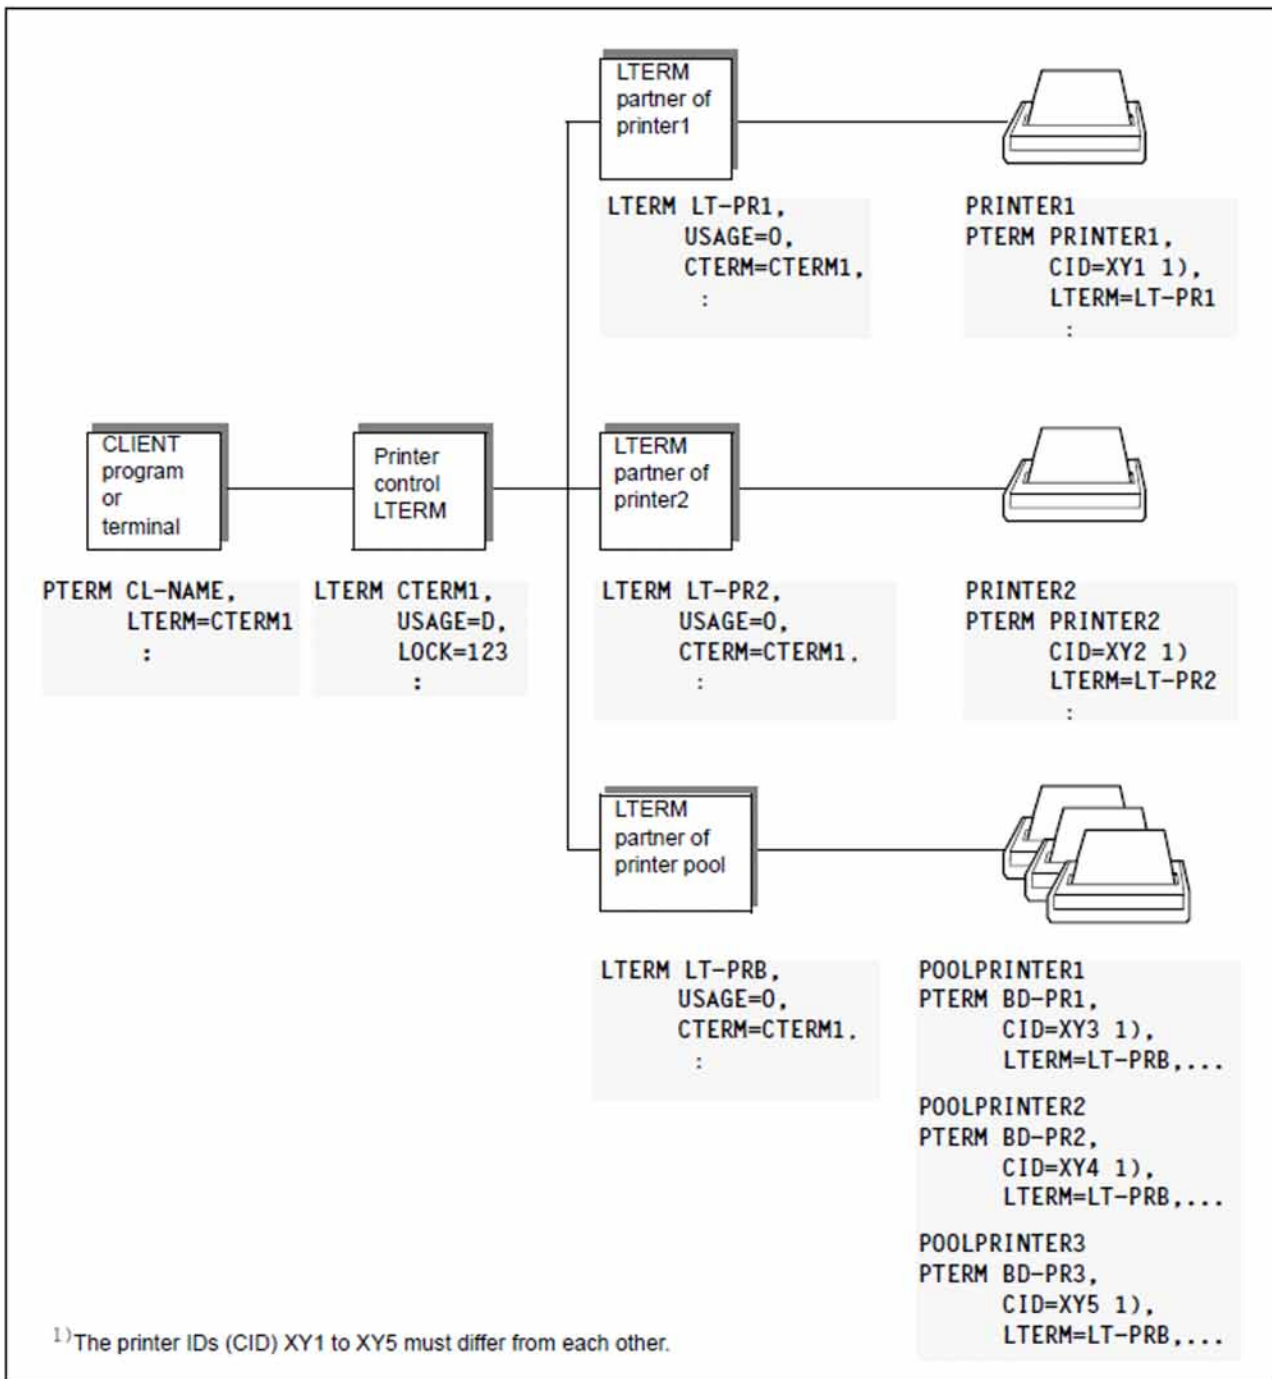 LTERM
partner of
printer1
LTERM LT-PR1,
USAGE=O,
CTERM=CTERM1,
:
PRINTER1
PTERM PRINTER1,
CID=XY1 1),
LTERM=LT-PR1
:
CLIENT
program
or
terminal
PTERM CL-NAME,
LTERM=CTERM1
:
Printer
control
LTERM
LTERM CTERM1,
USAGE=D,
LOCK=123
:
LTERM
partner of
printer2
LTERM LT-PR2,
USAGE=O,
CTERM=CTERM1,
:
PRINTER2
PTERM PRINTER2
CID=XY2 1)
LTERM=LT-PR2
:
LTERM
partner of
printer pool
LTERM LT-PRB,
USAGE=O,
CTERM=CTERM1,
:
POOLPRINTER1
PTERM BD-PR1,
CID=XY3 1),
LTERM=LT-PRB,...
POOLPRINTER2
PTERM BD-PR2,
CID=XY4 1),
LTERM=LT-PRB,...
POOLPRINTER3
PTERM BD-PR3,
CID=XY5 1),
LTERM=LT-PRB,...
1) The printer IDs (CID) XY1 to XY5 must differ from each other.